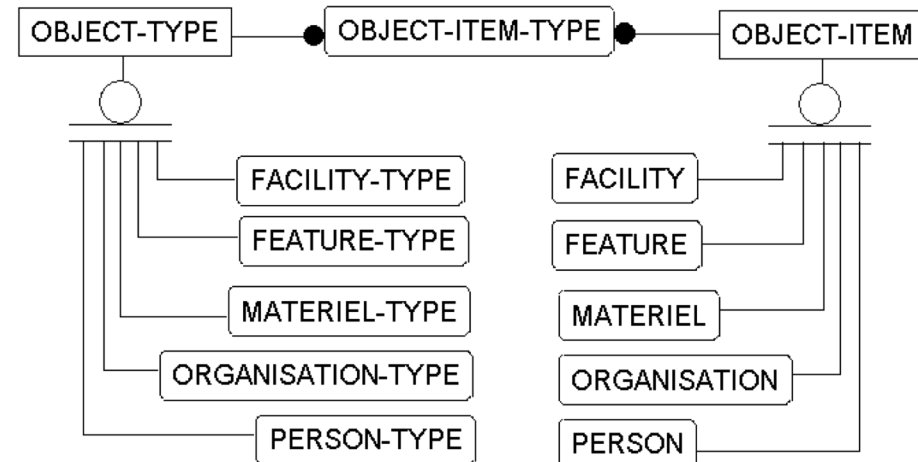 OBJECT-TYPE
OBJECT-ITEM-TYPE
OBJECT-ITEM
FACILITY-TYPE
FACILITY
FEATURE-TYPE
FEATURE
MATERIEL-TYPE
MATERIEL
ORGANISATION-TYPE
ORGANISATION
PERSON-TYPE
PERSON